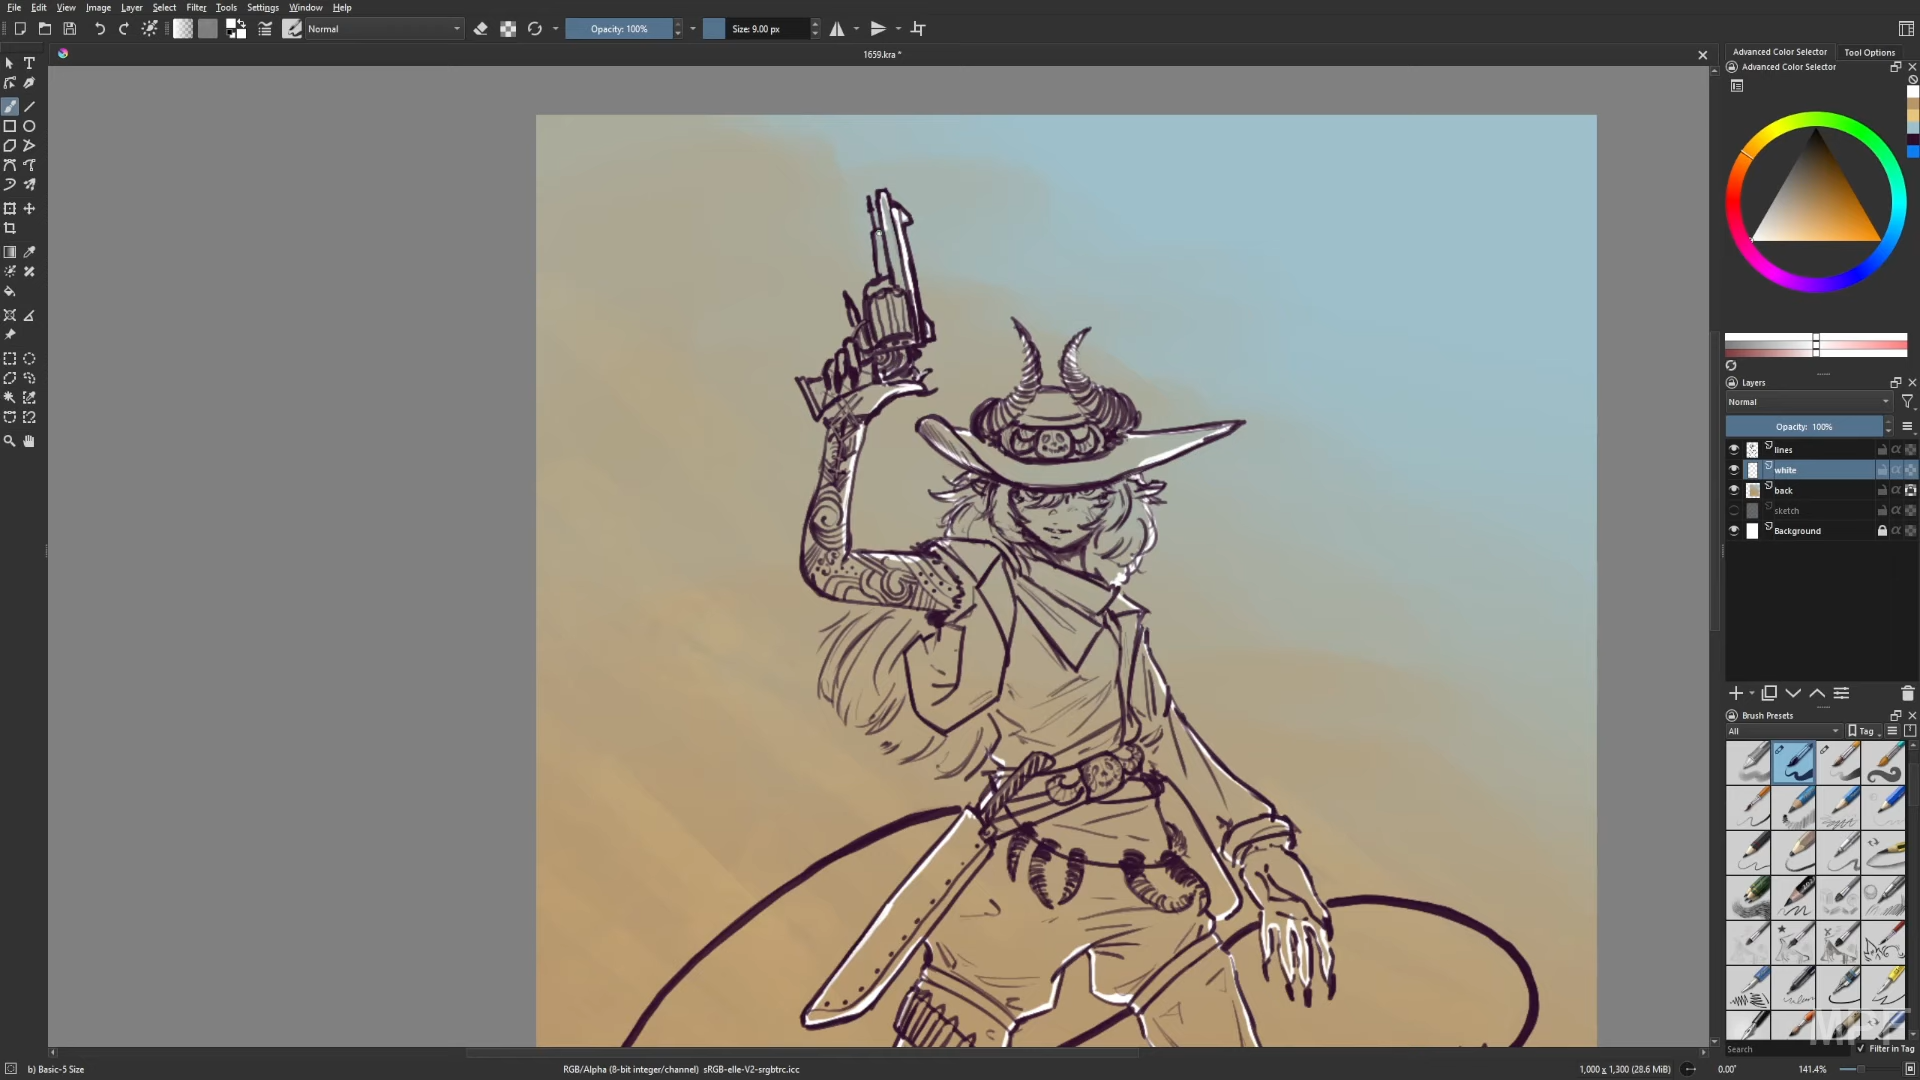 File Edit View Image Layer Filter Tools Settings Window Help
Normal
Opacity: 100%
Size: 9.00 px
1659.kra *
Advanced Color Selector
Tool Options
Advanced Color Selector
Layers
Normal
Opacity: 100%
lines
white
back
sketch
Background
Brush Presets
All
Tag
Search
Filter in Tag
MPF
b) Basic-5 Size
RGB/Alpha (8-bit integer/channel) sRGB-elle-V2-srgbtrc.icc
1,000 x 1,300 (28.6 MiB)
0.00°
141.4%